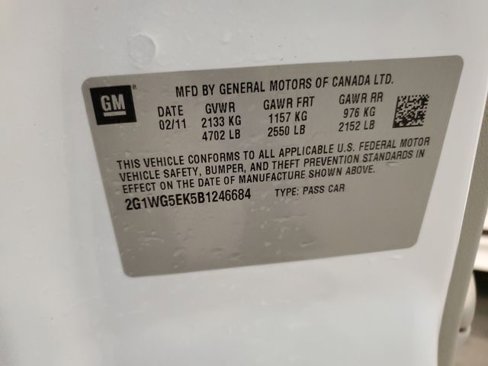 GM
MFD BY GENERAL MOTORS OF CANADA LTD.
DATE GVWR GAWR FRT GAWR RR
02/11 2133 KG 1157 KG 976 KG
4702 LB 2550 LB 2152 LB
THIS VEHICLE CONFORMS TO ALL APPLICABLE U.S. FEDERAL MOTOR
VEHICLE SAFETY, BUMPER, AND THEFT PREVENTION STANDARDS IN
EFFECT ON THE DATE OF MANUFACTURE SHOWN ABOVE.
2G1WG5EK5B1246684 TYPE: PASS CAR